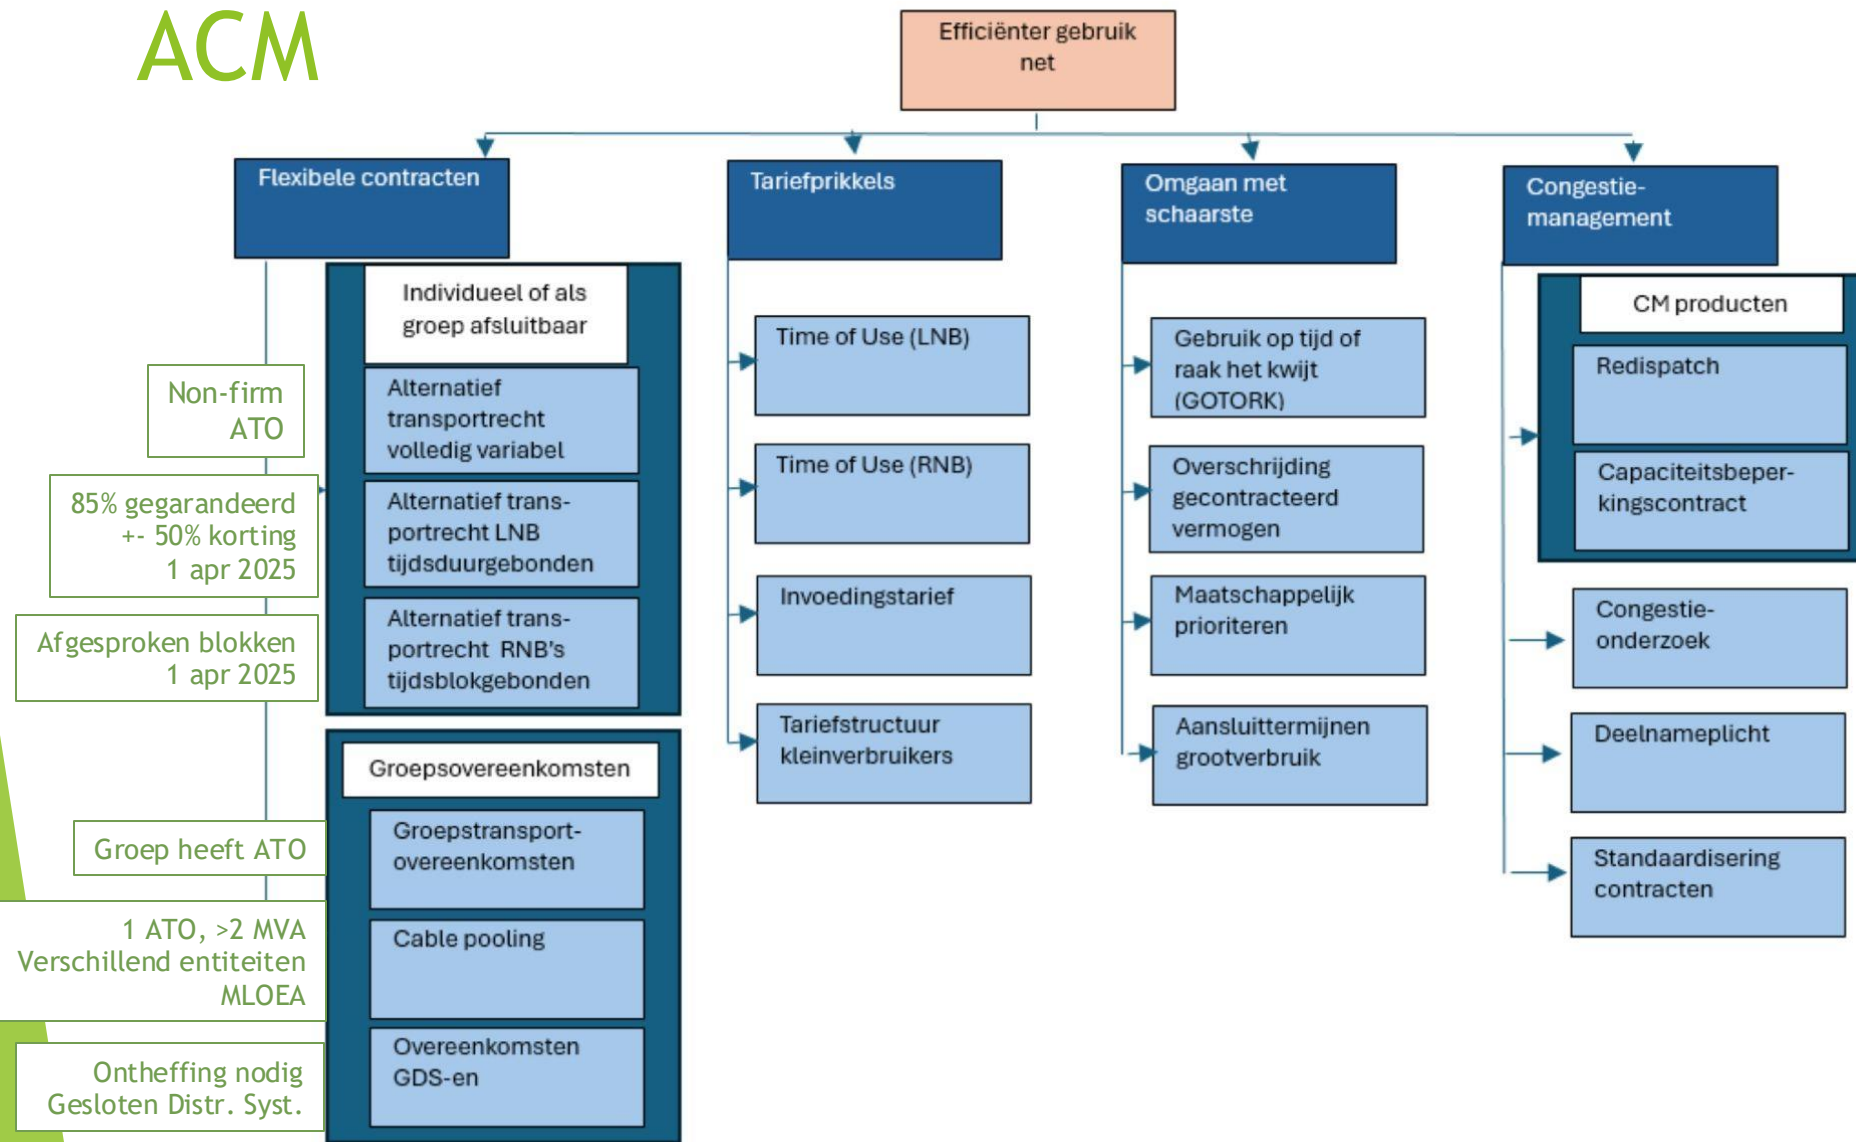 ACM
Efficiënter gebruik
net
Flexibele contracten
Individueel of als
groep afsluitbaar
Non-firm
ATO
Alternatief
transportrecht
volledig variabel
85% gegarandeerd
+- 50% korting
1 apr 2025
Alternatief trans-
portrecht LNB
tijdsduurgebonden
Afgesproken blokken
1 apr 2025
Alternatief trans-
portrecht RNB's
tijdsblokgebonden
Groepsovereenkomsten
Groep heeft ATO
Groepstransport-
overeenkomsten
1 ATO, >2 MVA
Verschillend entiteiten
MLOEA
Cable pooling
Ontheffing nodig
Gesloten Distr. Syst.
Overeenkomsten
GDS-en
Tariefprikkels
Time of Use (LNB)
Time of Use (RNB)
Invoedingstarief
Tariefstructuur
kleinverbruikers
Omgaan met
schaarste
Gebruik op tijd of
raak het kwijt
(GOTORK)
Overschrijding
gecontracteerd
vermogen
Maatschappelijk
prioriteren
Aansluittermijnen
grootverbruik
Congestie-
management
CM producten
Redispatch
Capaciteitsbeper-
kingscontract
Congestie-
onderzoek
Deelnameplicht
Standaardisering
contracten